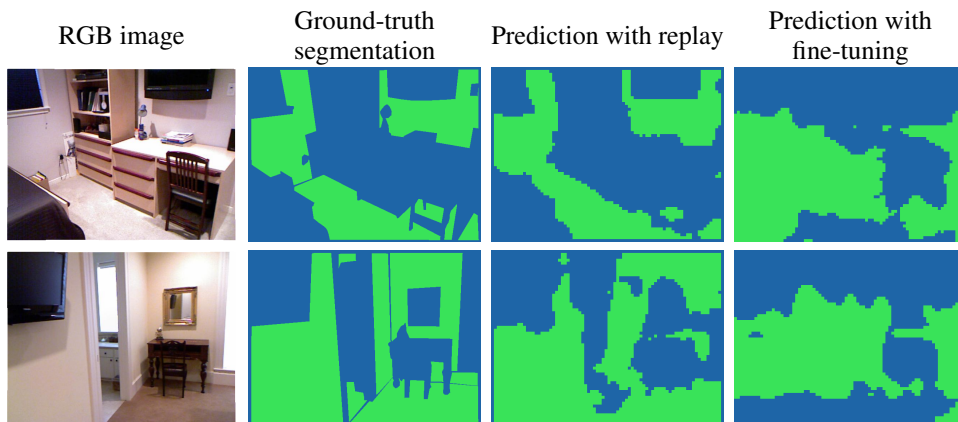 RGB image
Ground-truth
segmentation
Prediction with replay
Prediction with
fine-tuning